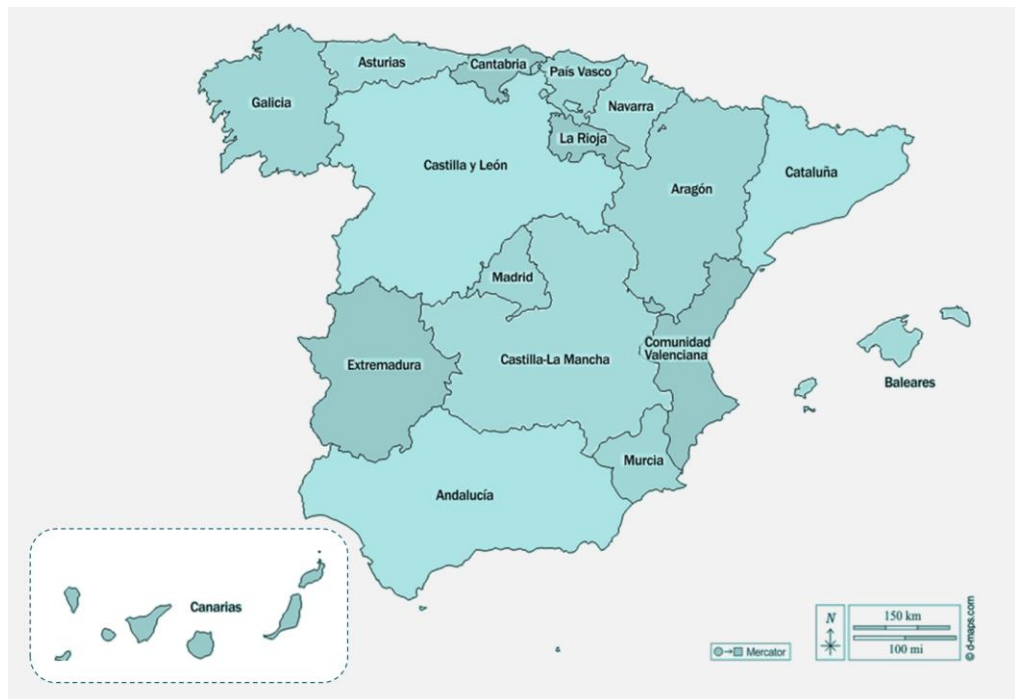 Asturias
Cantabria
País Vasco
Galicia
Navarra
La Rioja
Castilla y León
Aragón
Cataluña
Madrid
Comunidad
Valenciana
Castilla-La Mancha
Extremadura
Baleares
Murcia
Andalucía
Canarias
N
150 km
100 mi
Mercator
© d-maps.com